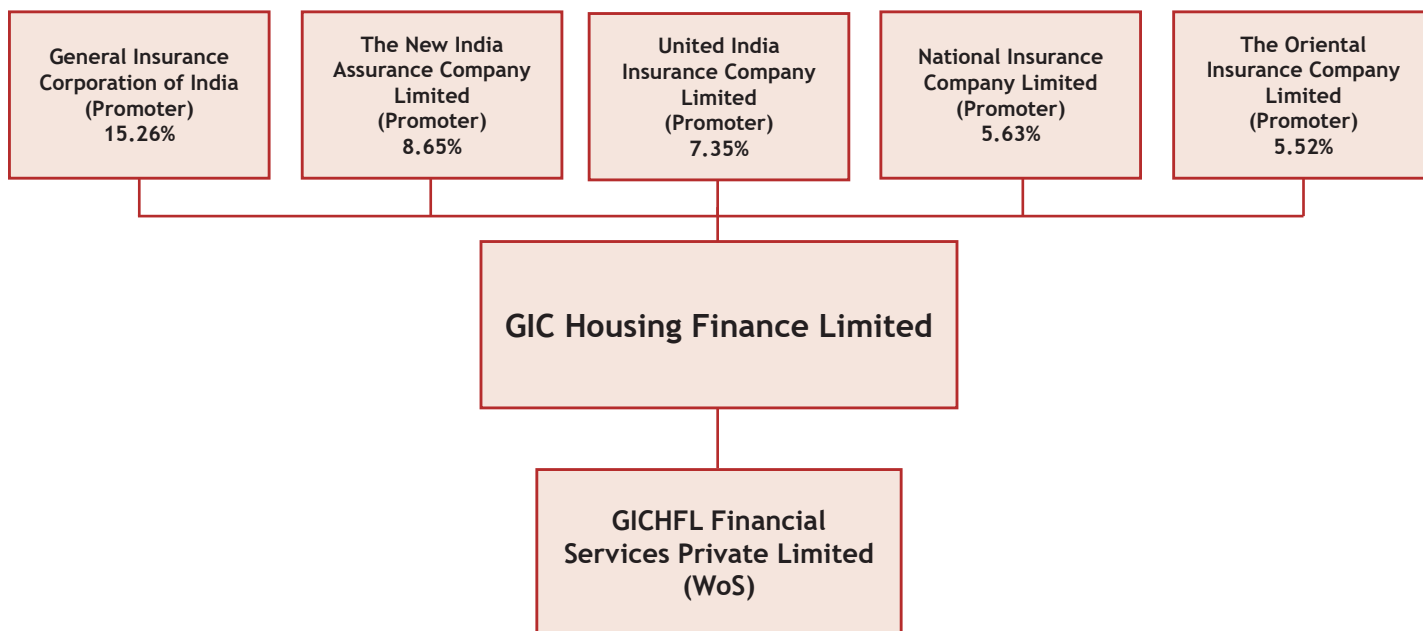 General Insurance
Corporation of India
(Promoter)
15.26%
The New India
Assurance Company
Limited
(Promoter)
8.65%
United India
Insurance Company
Limited
(Promoter)
7.35%
National Insurance
Company Limited
(Promoter)
5.63%
The Oriental
Insurance Company
Limited
(Promoter)
5.52%
GIC Housing Finance Limited
GICHFL Financial
Services Private Limited
(WoS)